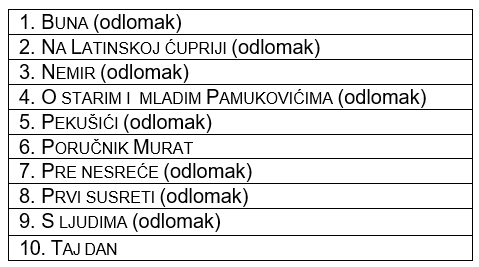 1. BUNA (odlomak)
2. NA LATINSKOJ ĆUPRIJI (odlomak)
3. NEMIR (odlomak)
4. O STARIM I MLADIM PAMUKOVIĆIMA (odlomak)
5. PEKUŠIĆI (odlomak)
6. PORUČNIK MURAT
7. PRE NESREĆE (odlomak)
8. PRVI SUSRETI (odlomak)
9. S LJUDIMA (odlomak)
10. TAJ DAN